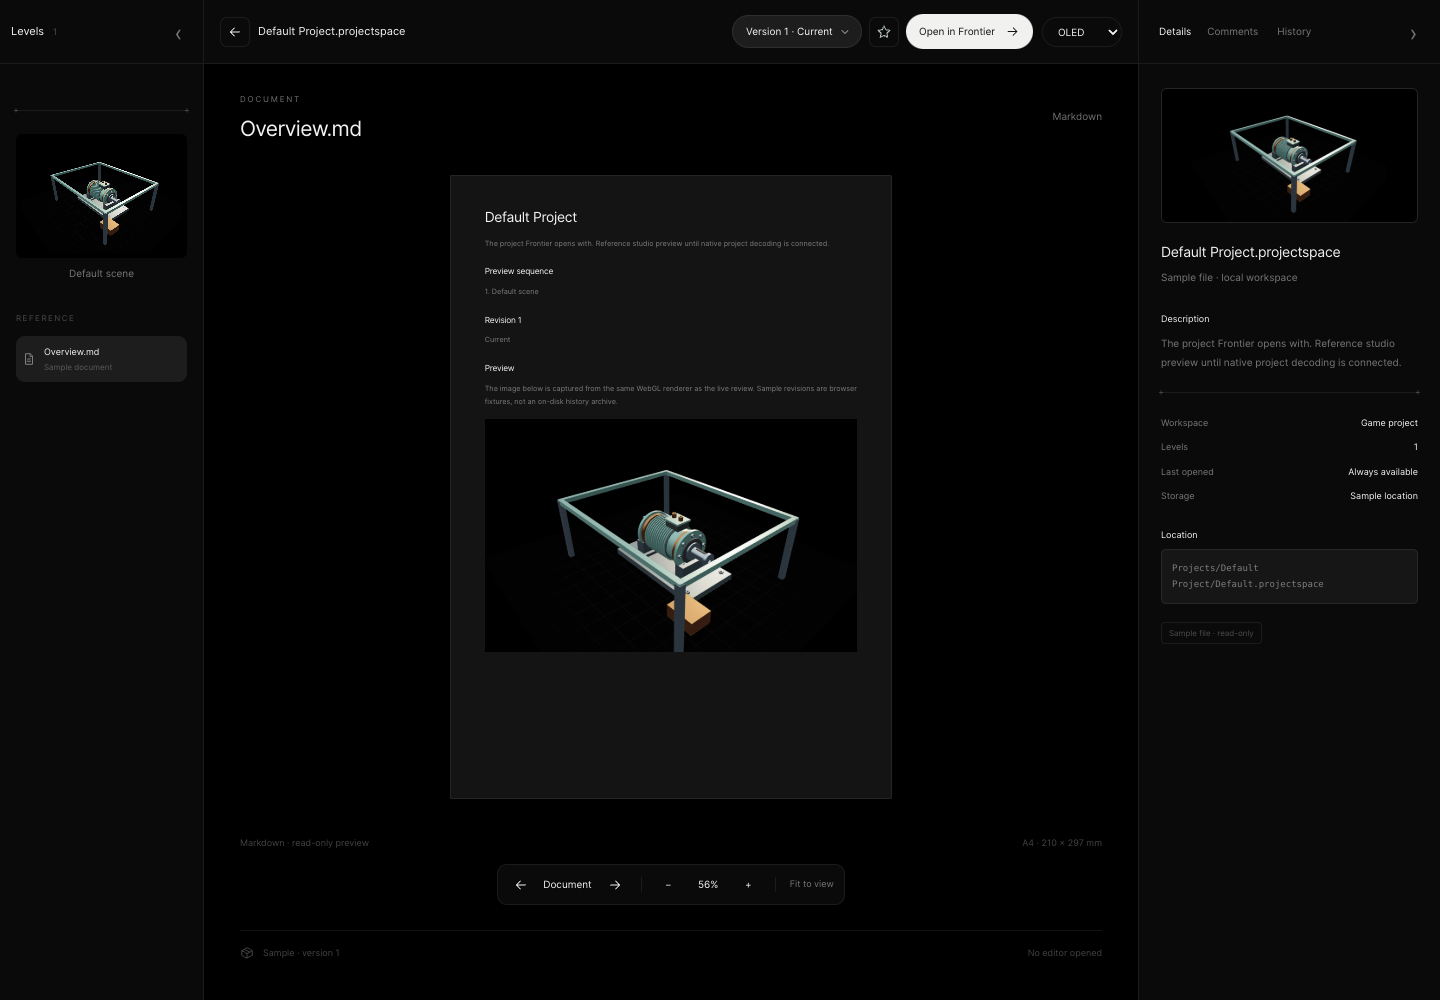 Levels 1
Default Project.projectspace
Version 1 · Current
Open in Frontier
OLED
Details Comments History
DOCUMENT
Overview.md
Markdown
Default scene
REFERENCE
Overview.md
Sample document
Default Project
The project Frontier opens with. Reference studio preview until native project decoding is connected.
Preview sequence
1. Default scene
Revision 1
Current
Preview
The image below is captured from the same WebGL renderer as the live review. Sample revisions are browser
fixtures, not an on-disk history archive.
Markdown · read-only preview
A4 · 210 × 297 mm
Document
− 56% +
Fit to view
Sample · version 1
No editor opened
Default Project.projectspace
Sample file · local workspace
Description
The project Frontier opens with. Reference studio
preview until native project decoding is connected.
Workspace Game project
Levels 1
Last opened Always available
Storage Sample location
Location
Projects/Default
Project/Default.projectspace
Sample file · read-only